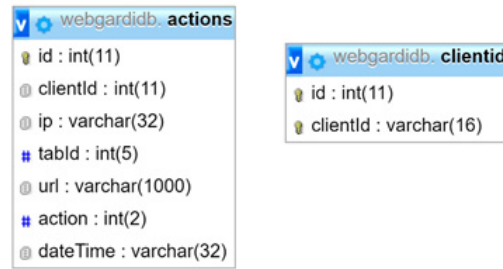 webgardidb. actions
id : int(11)
clientId : int(11)
ip : varchar(32)
tabId : int(5)
url : varchar(1000)
action : int(2)
dateTime : varchar(32)
webgardidb. clientid
id : int(11)
clientId : varchar(16)